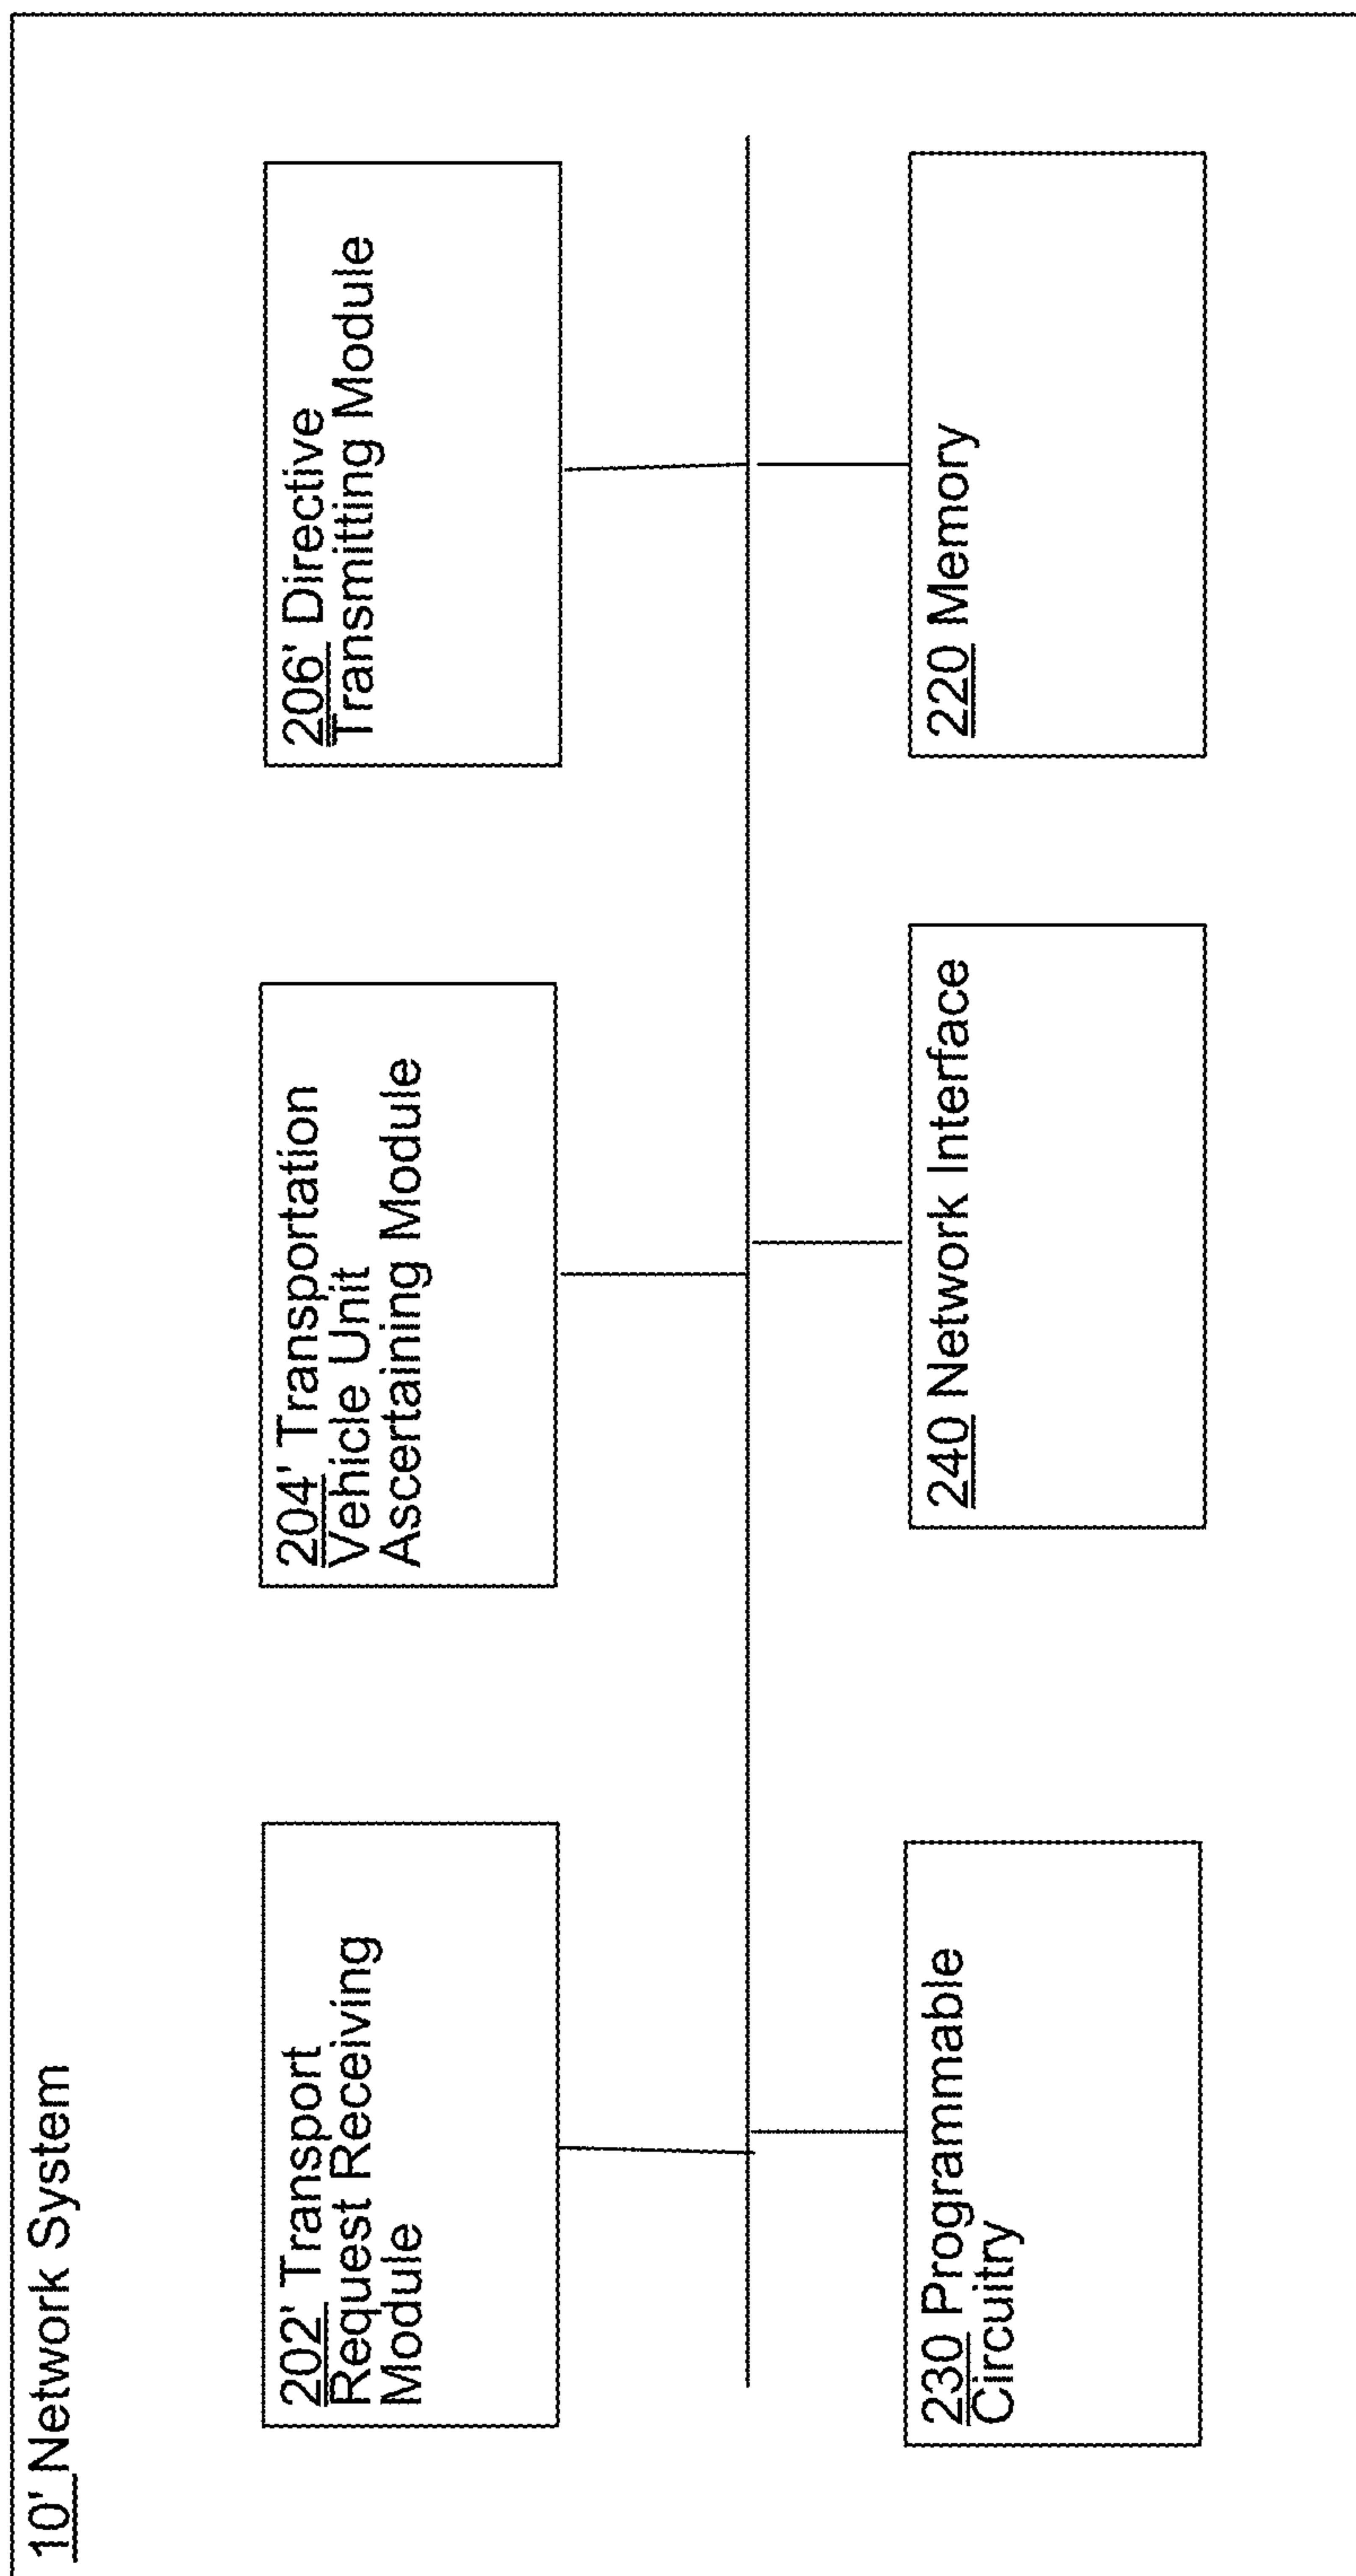 10' Network System
202' Transport
Request Receiving
Module
204' Transportation
Vehicle Unit
Ascertaining Module
206' Directive
Transmitting Module
230 Programmable
Circuitry
240 Network Interface
220 Memory